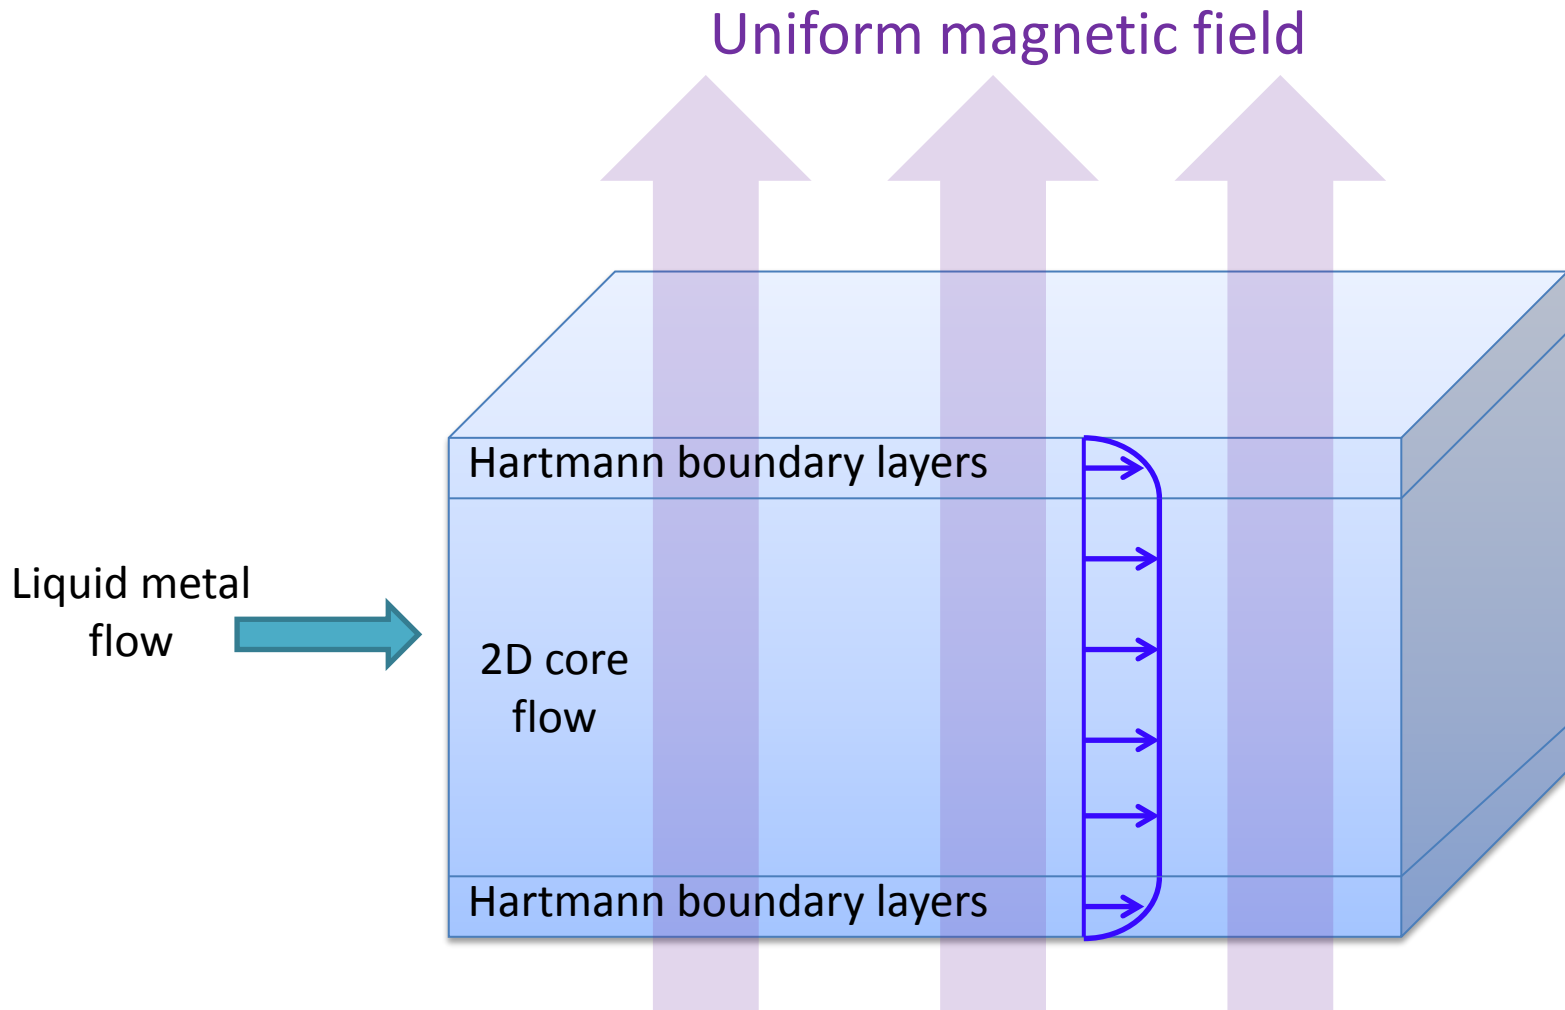 Uniform magnetic field
Hartmann boundary layers
Liquid metal
flow
2D core
flow
Hartmann boundary layers